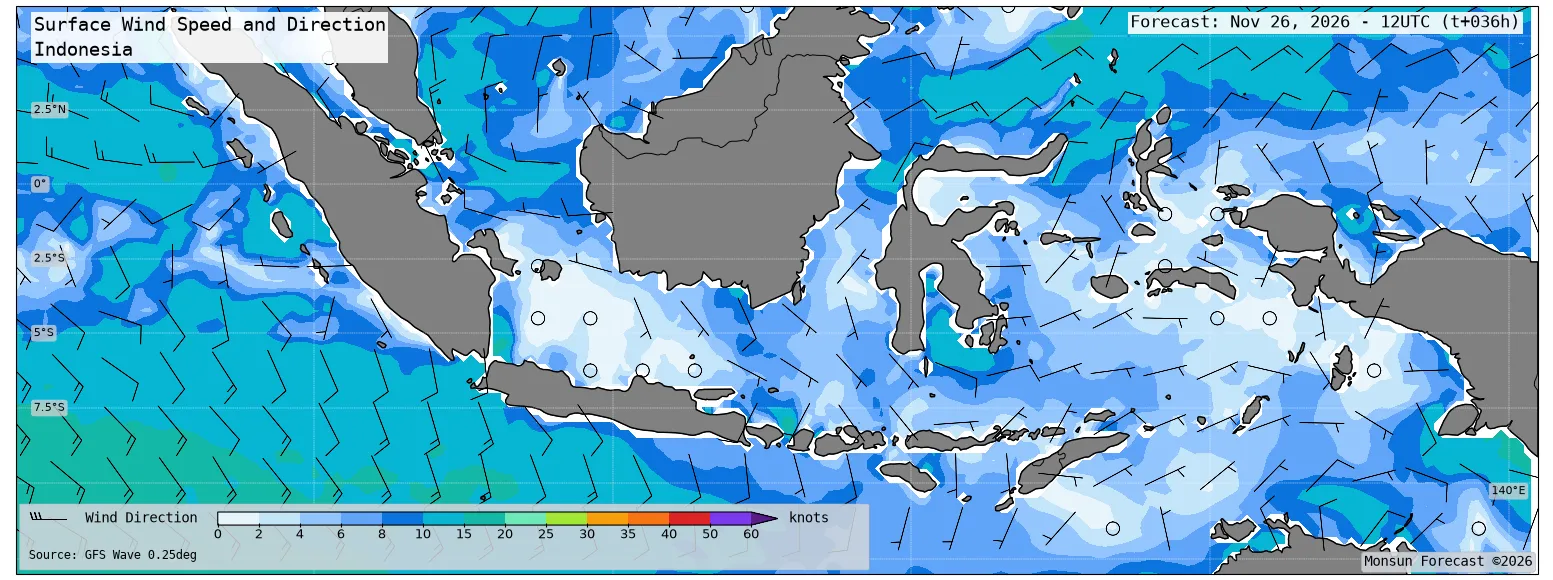 Surface Wind Speed and Direction
Indonesia
Forecast: Nov 26, 2026 - 12UTC (t+036h)
2.5°N
0°
2.5°S
5°S
7.5°S
140°E
Wind Direction
0 2 4 6 8 10 15 20 25 30 35 40 50 60
knots
Source: GFS Wave 0.25deg
Monsun Forecast ©2026